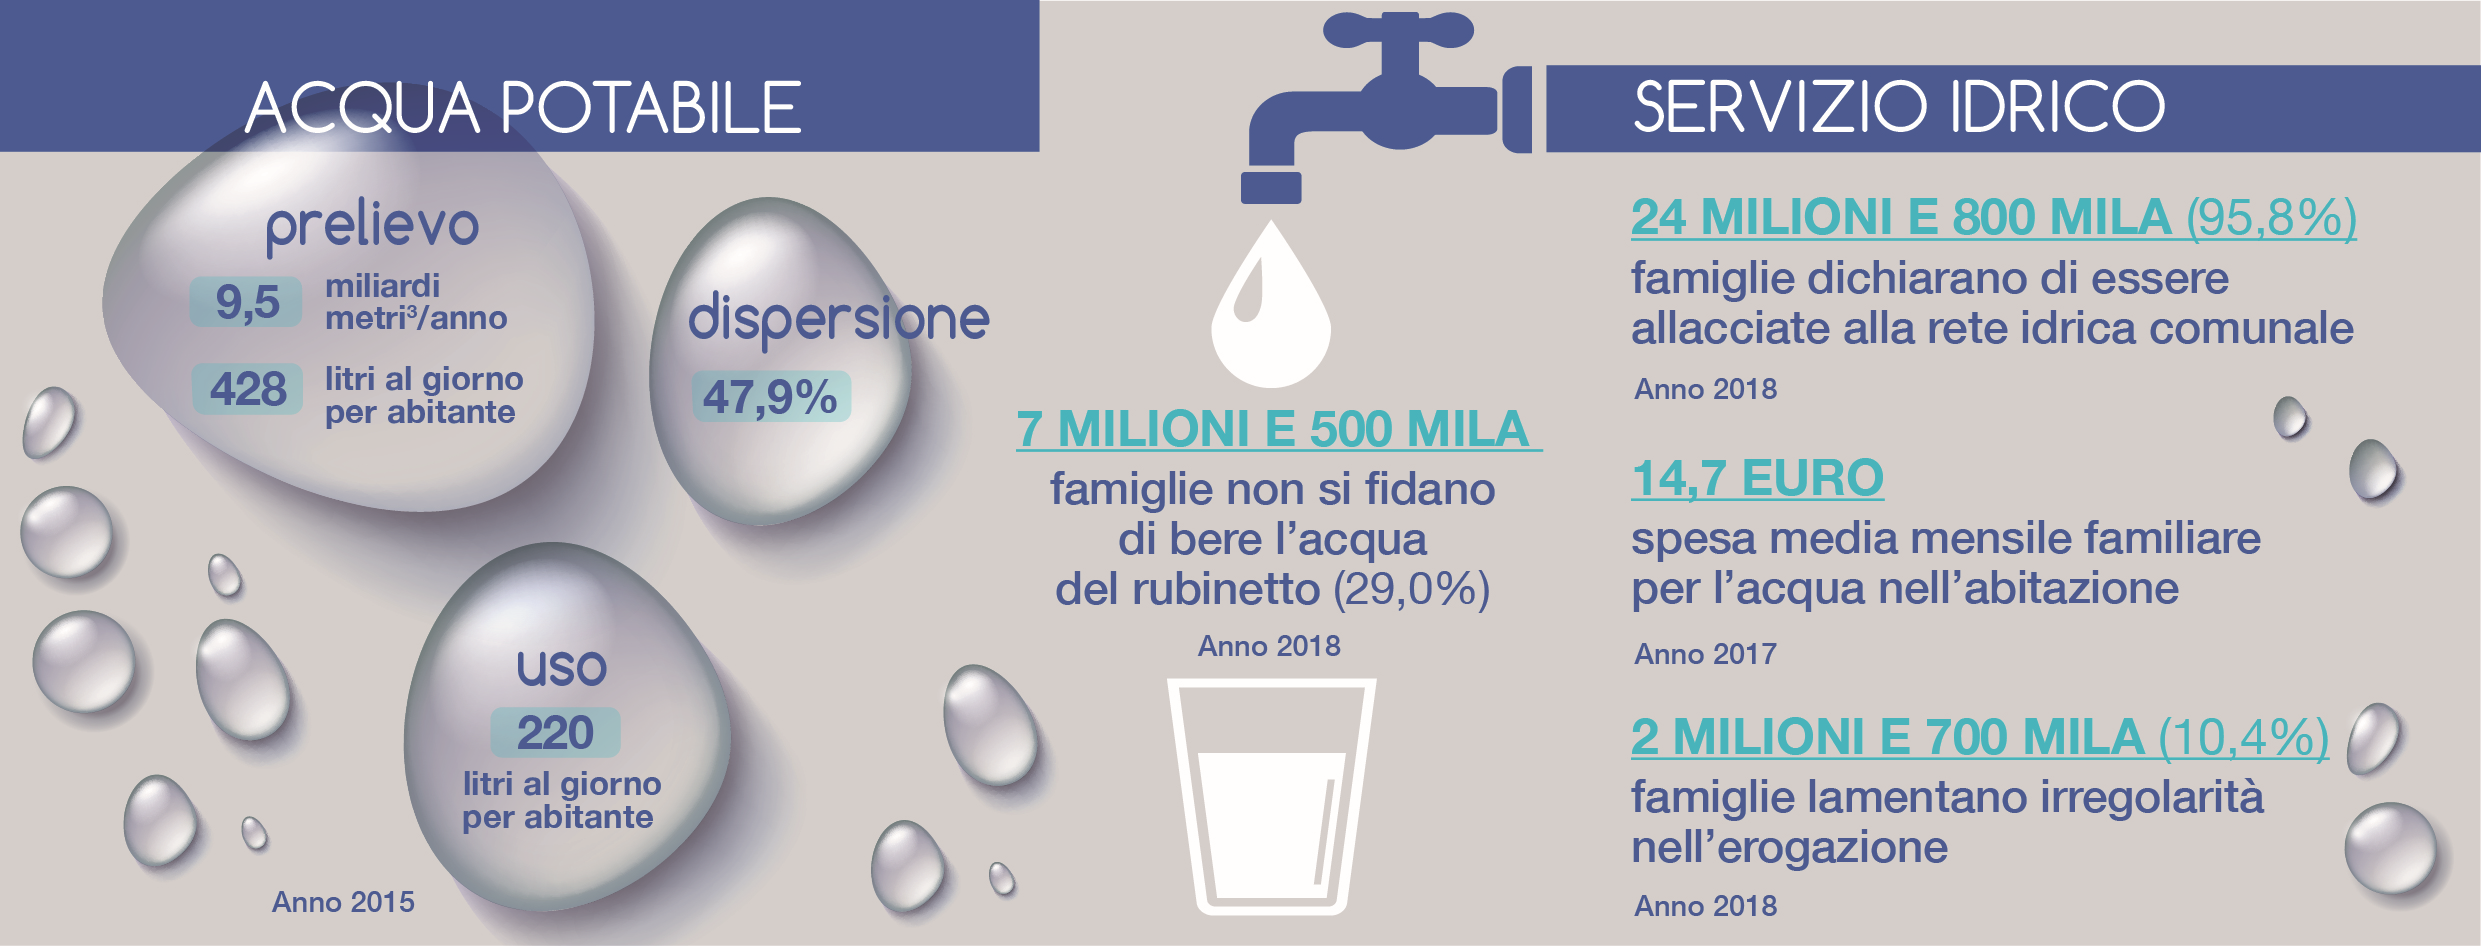 ACQUA POTABILE
prelievo
9,5 miliardi
metri³/anno
428 litri al giorno
per abitante
dispersione
47,9%
uso
220
litri al giorno
per abitante
Anno 2015
7 MILIONI E 500 MILA
famiglie non si fidano
di bere l’acqua
del rubinetto (29,0%)
Anno 2018
SERVIZIO IDRICO
24 MILIONI E 800 MILA (95,8%)
famiglie dichiarano di essere
allacciate alla rete idrica comunale
Anno 2018
14,7 EURO
spesa media mensile familiare
per l’acqua nell’abitazione
Anno 2017
2 MILIONI E 700 MILA (10,4%)
famiglie lamentano irregolarità
nell’erogazione
Anno 2018